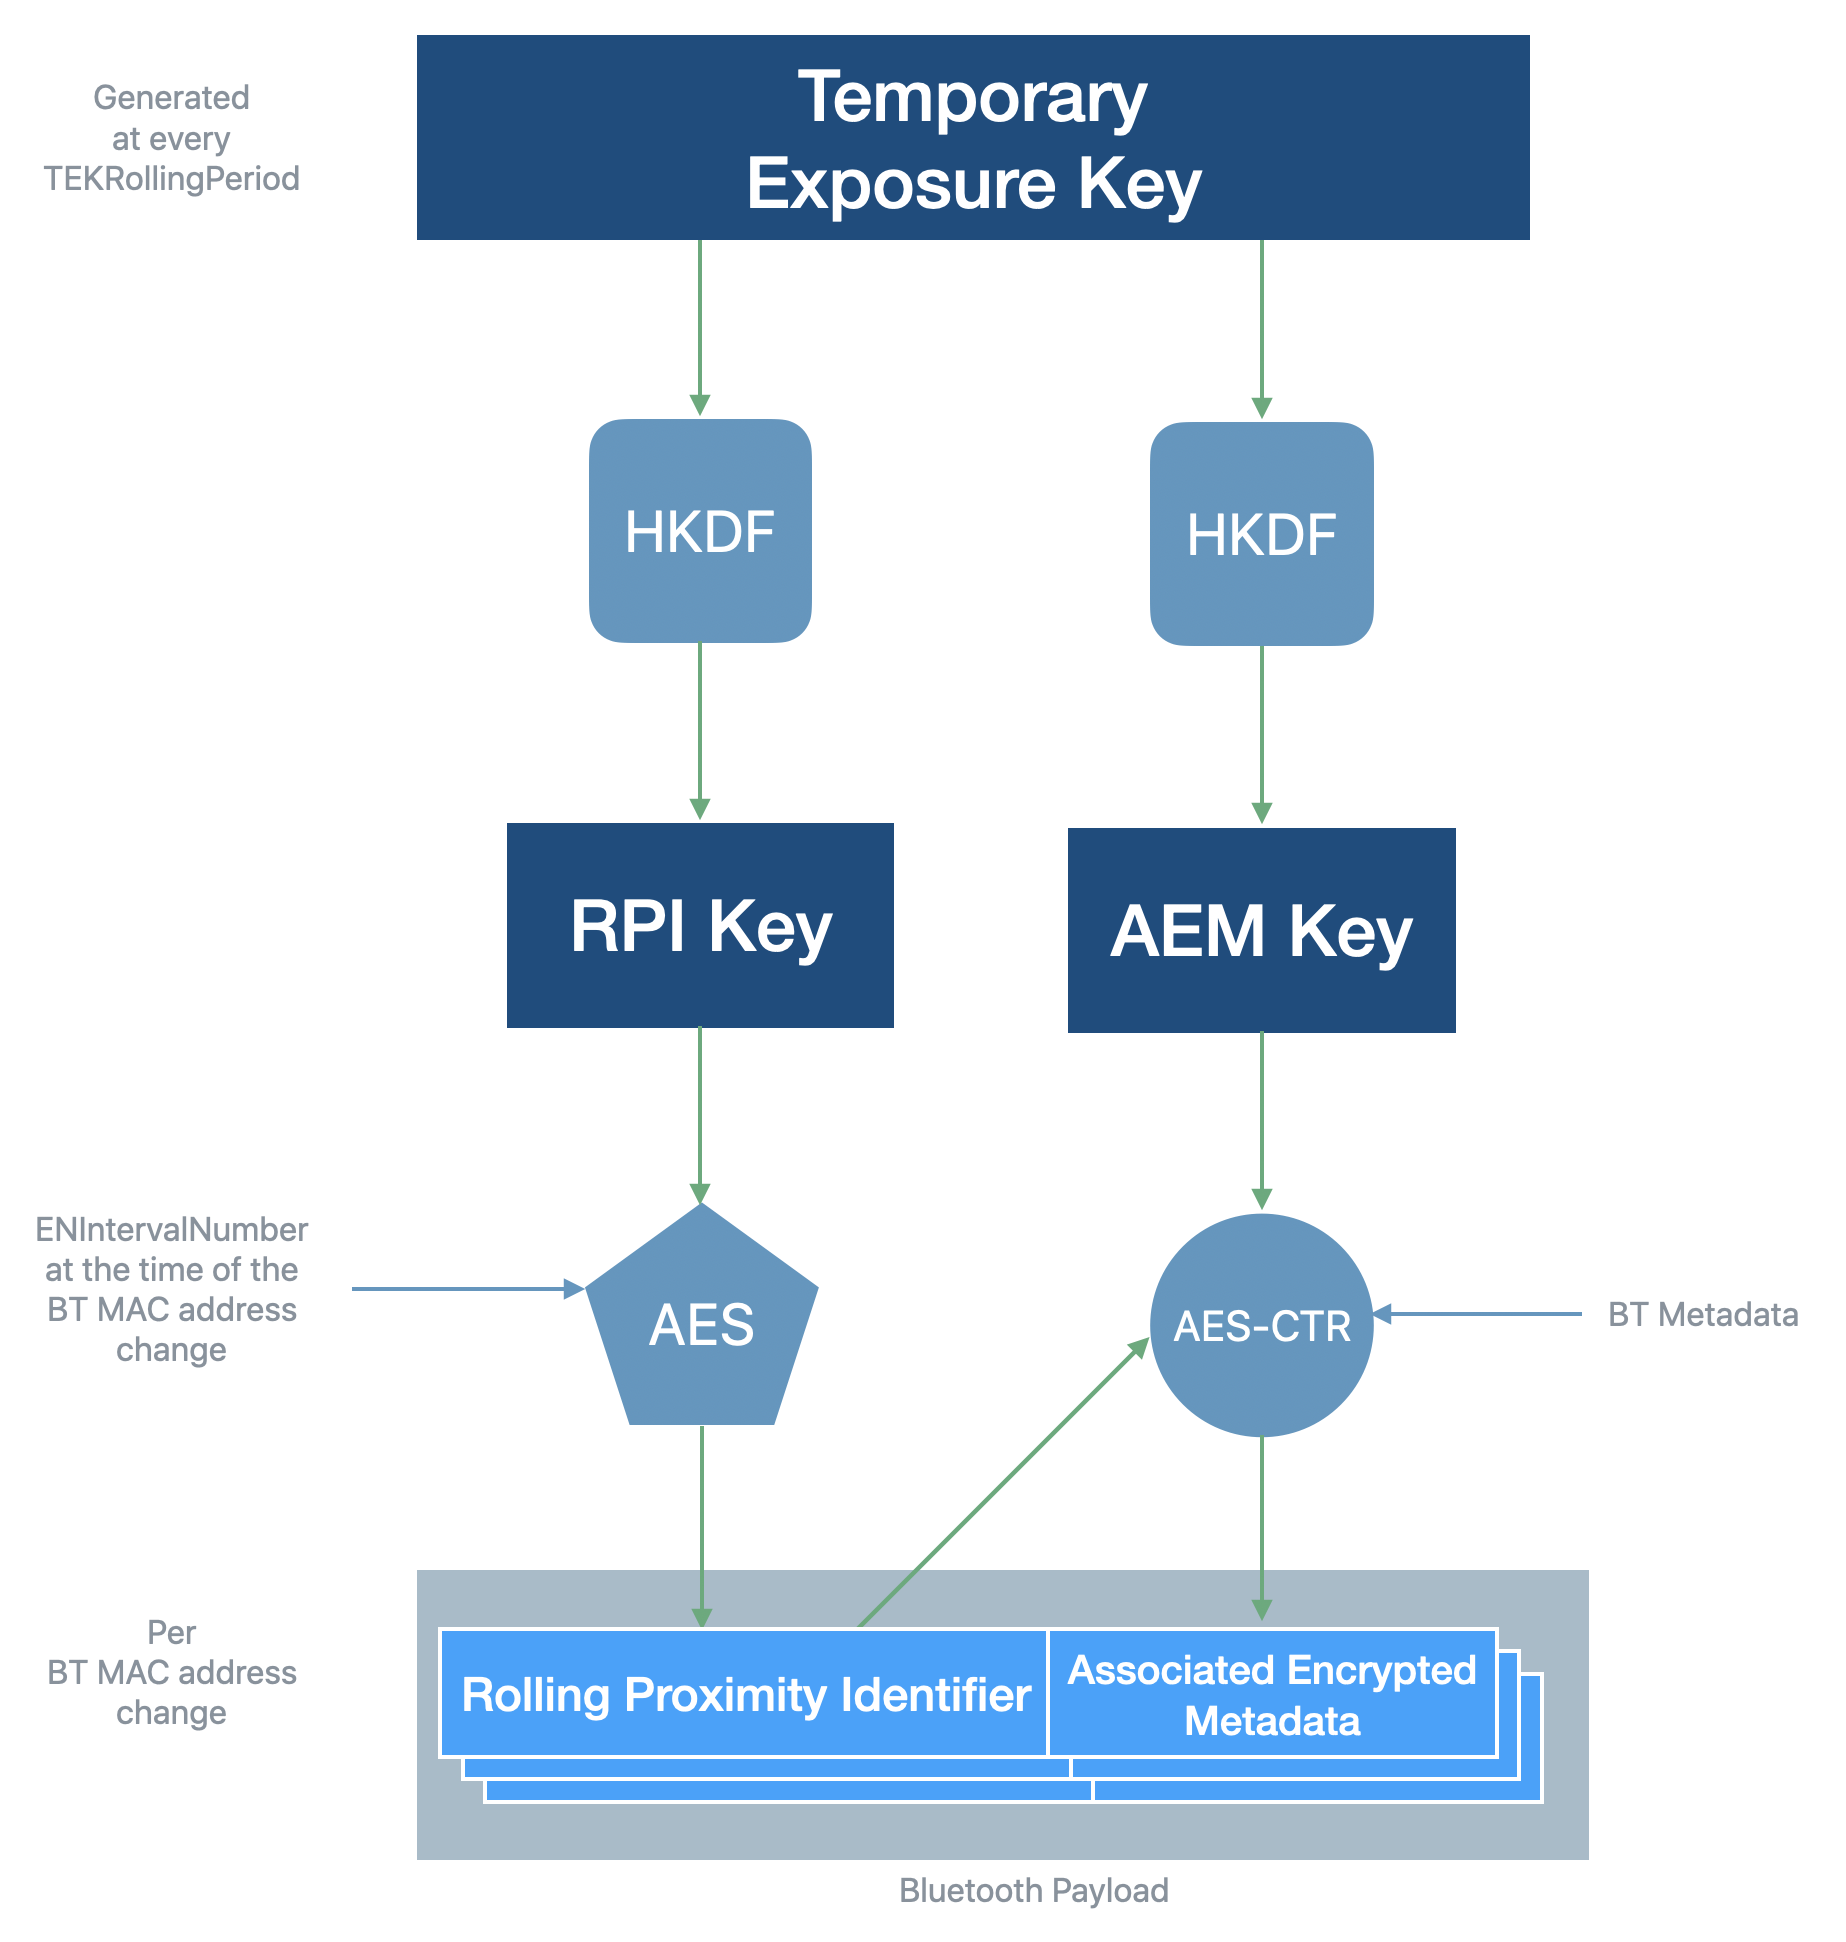 Generated
at every
TEKRollingPeriod
Temporary
Exposure Key
HKDF
HKDF
RPI Key
AEM Key
ENIntervalNumber
at the time of the
BT MAC address
change
AES
AES-CTR
BT Metadata
Per
BT MAC address
change
Rolling Proximity Identifier
Associated Encrypted
Metadata
Bluetooth Payload